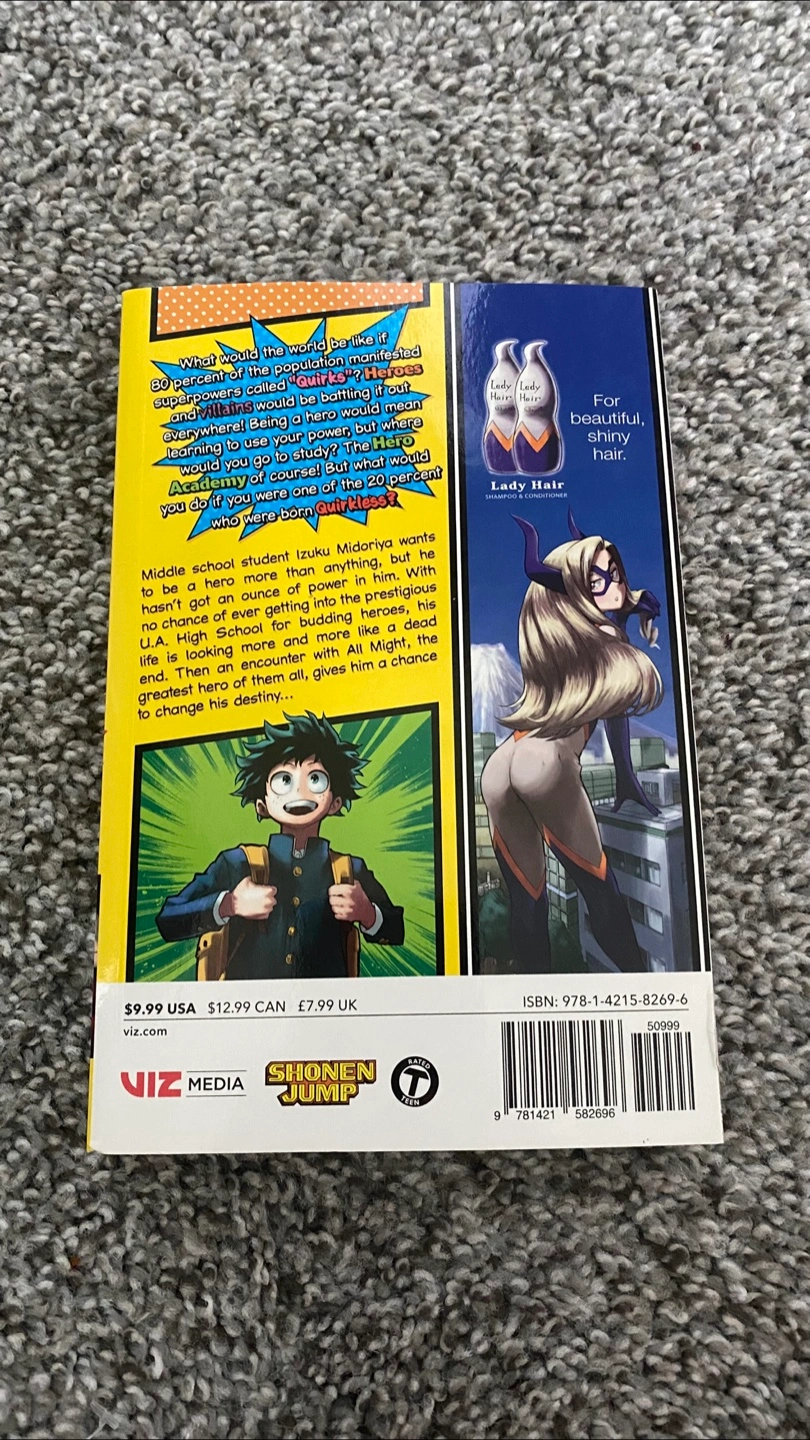 What would the world be like if
80 percent of the population manifested
superpowers called "Quirks"? Heroes
and villains would be battling it out
everywhere! Being a hero would mean
learning to use your power, but where
would you go to study? The Hero
Academy of course! But what would
you do if you were one of the 20 percent
who were born Quirkless?
Middle school student Izuku Midoriya wants
to be a hero more than anything, but he
hasn't got an ounce of power in him. With
no chance of ever getting into the prestigious
U.A. High School for budding heroes, his
life is looking more and more like a dead
end. Then an encounter with All Might, the
greatest hero of them all, gives him a chance
to change his destiny...
Lady Hair
Lady Hair
For
beautiful,
shiny
hair.
Lady Hair
SHAMPOO & CONDITIONER
$9.99 USA $12.99 CAN £7.99 UK
viz.com
VIZ MEDIA
SHONEN
JUMP
RATED
T
TEEN
ISBN: 978-1-4215-8269-6
50999
9 781421 582696